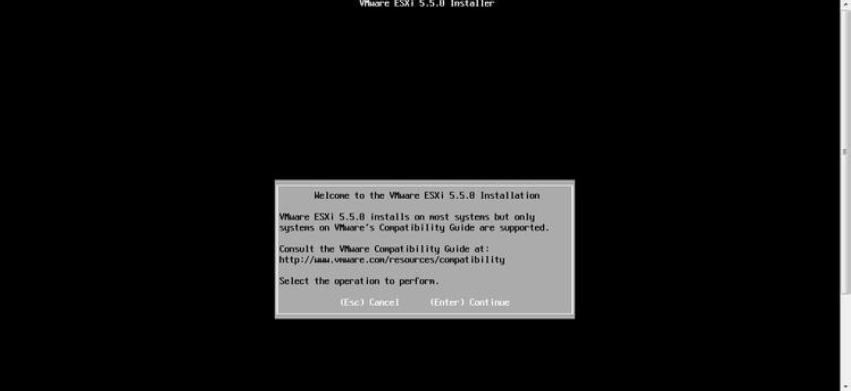 VMware ESXi 5.5.0 Installer
Welcome to the VMware ESXi 5.5.0 Installation
VMware ESXi 5.5.0 installs on most systems but only
systems on VMware's Compatibility Guide are supported.
Consult the VMware Compatibility Guide at:
http://www.vmware.com/resources/compatibility
Select the operation to perform.
(Esc) Cancel (Enter) Continue